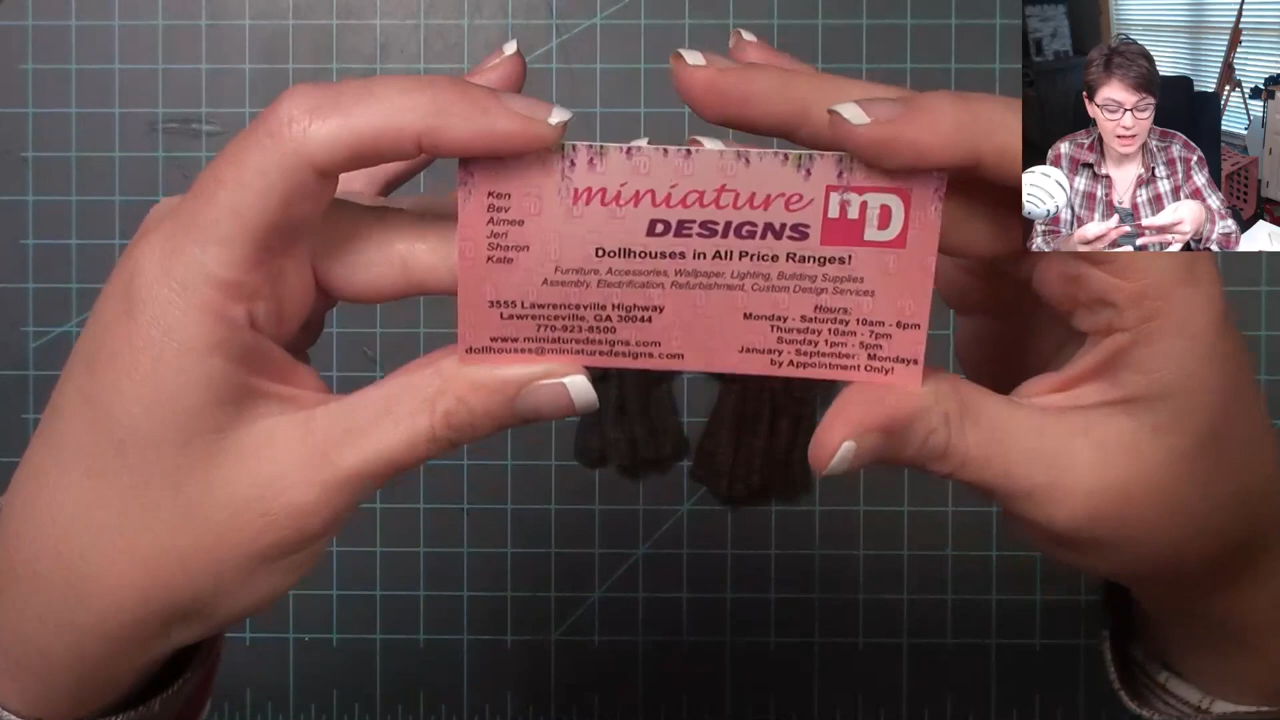 Ken
Bev
Aimee
Jeri
Sharon
Kate
miniature
DESIGNS
mD
Dollhouses in All Price Ranges!
Furniture, Accessories, Wallpaper, Lighting, Building Supplies
Assembly, Electrification, Refurbishment, Custom Design Services
3555 Lawrenceville Highway
Lawrenceville, GA 30044
770-923-8500
www.miniaturedesigns.com
dollhouses@miniaturedesigns.com
Hours:
Monday - Saturday 10am - 6pm
Thursday 10am - 7pm
Sunday 1pm - 5pm
January - September: Mondays
by Appointment Only!